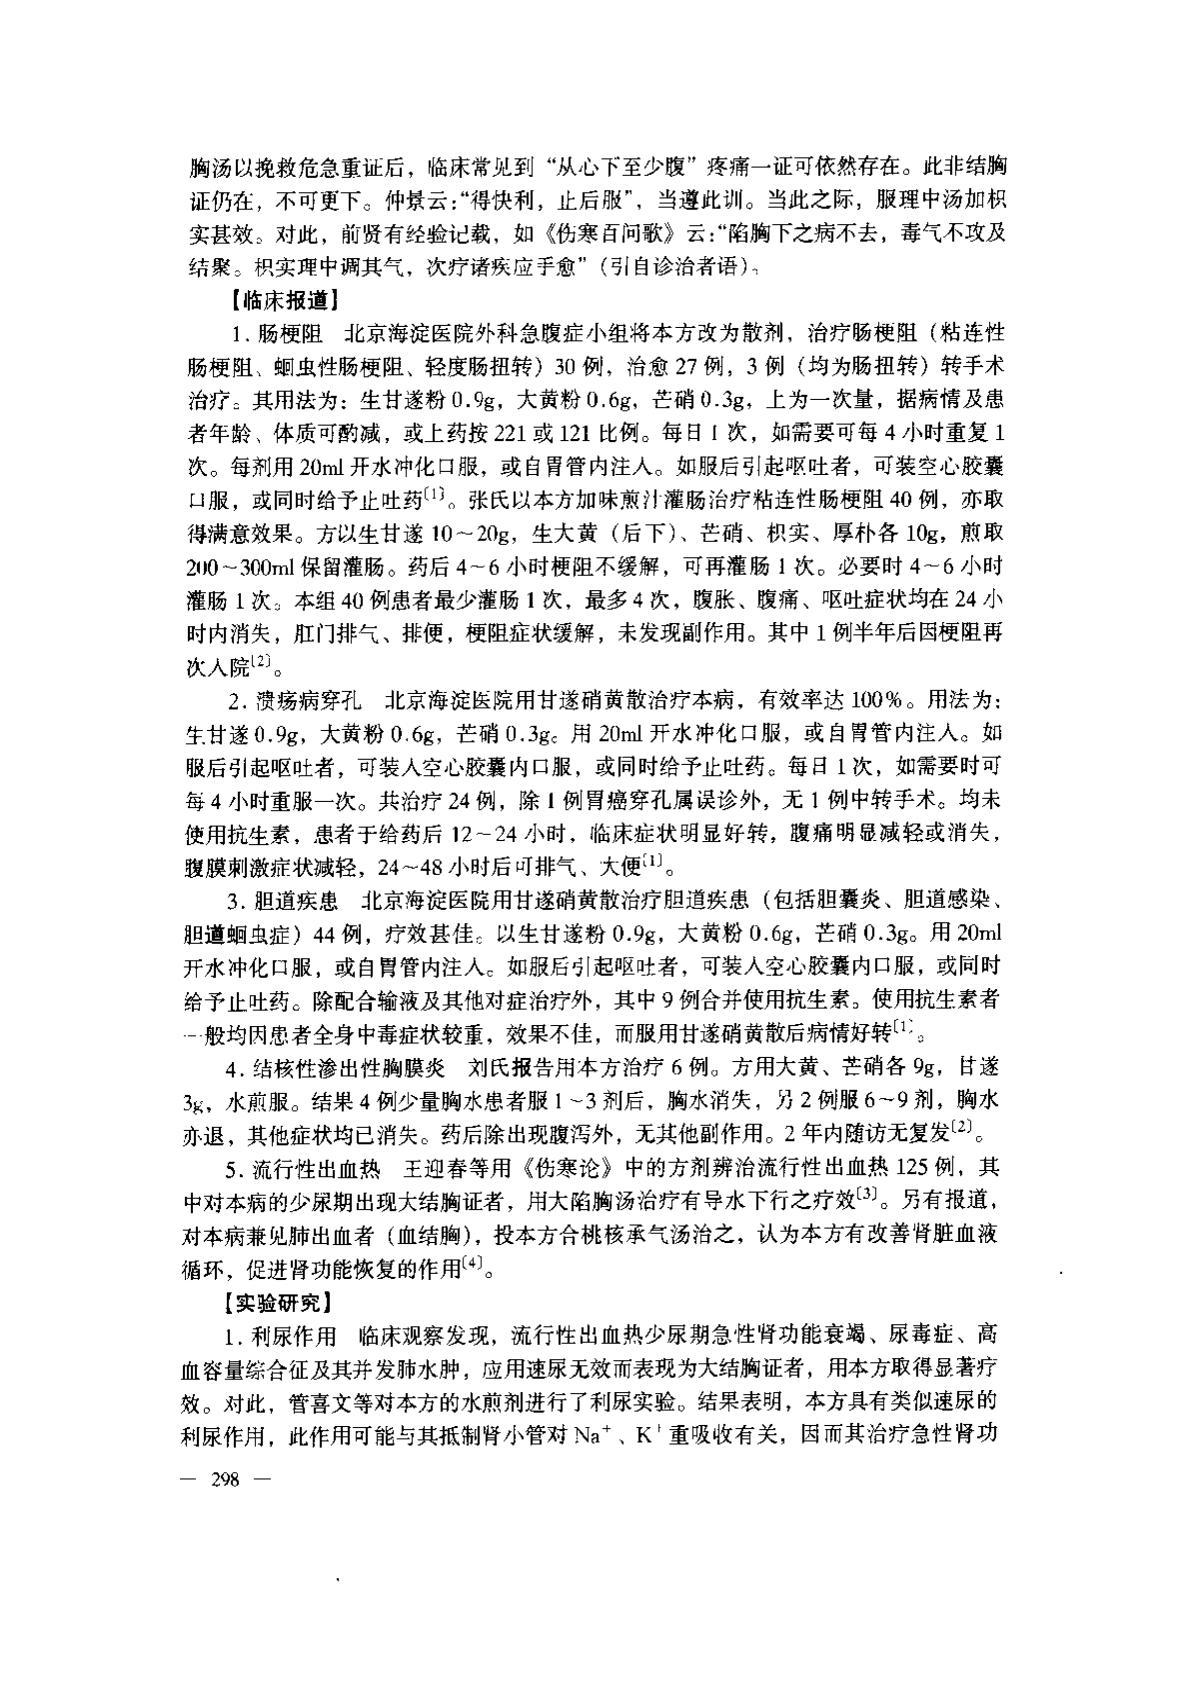 胸汤以挽救危急重证后，临床常见到“从心下至少腹”疼痛一证可依然存在。此非结胸
证仍在，不可更下。仲景云：“得快利，止后服”，当遵此训。当此之际，服理中汤加枳
实甚效。对此，前贤有经验记载，如《伤寒百问歌》云：“陷胸下之病不去，毒气不攻及
结聚。枳实理中调其气，次疗诸疾应手愈”（引自诊治者语）。
【临床报道】
1. 肠梗阻　北京海淀医院外科急腹症小组将本方改为散剂，治疗肠梗阻（粘连性
肠梗阻、蛔虫性肠梗阻、轻度肠扭转）30 例，治愈 27 例，3 例（均为肠扭转）转手术
治疗。其用法为：生甘遂粉 0.9g，大黄粉 0.6g，芒硝 0.3g，上为一次量，据病情及患
者年龄、体质可酌减，或上药按 221 或 121 比例。每日 1 次，如需要可每 4 小时重复 1
次。每剂用 20ml 开水冲化口服，或自胃管内注入。如服后引起呕吐者，可装空心胶囊
口服，或同时给予止吐药〔1〕。张氏以本方加味煎汁灌肠治疗粘连性肠梗阻 40 例，亦取
得满意效果。方以生甘遂 10～20g，生大黄（后下）、芒硝、枳实、厚朴各 10g，煎取
200～300ml 保留灌肠。药后 4～6 小时梗阻不缓解，可再灌肠 1 次。必要时 4～6 小时
灌肠 1 次。本组 40 例患者最少灌肠 1 次，最多 4 次，腹胀、腹痛、呕吐症状均在 24 小
时内消失，肛门排气、排便，梗阻症状缓解，未发现副作用。其中 1 例半年后因梗阻再
次入院〔2〕。
2. 溃疡病穿孔　北京海淀医院用甘遂硝黄散治疗本病，有效率达 100%。用法为：
生甘遂 0.9g，大黄粉 0.6g，芒硝 0.3g。用 20ml 开水冲化口服，或自胃管内注入。如
服后引起呕吐者，可装入空心胶囊内口服，或同时给予止吐药。每日 1 次，如需要时可
每 4 小时重服一次。共治疗 24 例，除 1 例胃癌穿孔属误诊外，无 1 例中转手术。均未
使用抗生素，患者于给药后 12～24 小时，临床症状明显好转，腹痛明显减轻或消失，
腹膜刺激症状减轻，24～48 小时后可排气、大便〔1〕。
3. 胆道疾患　北京海淀医院用甘遂硝黄散治疗胆道疾患（包括胆囊炎、胆道感染、
胆道蛔虫症）44 例，疗效甚佳。以生甘遂粉 0.9g，大黄粉 0.6g，芒硝 0.3g。用 20ml
开水冲化口服，或自胃管内注入。如服后引起呕吐者，可装入空心胶囊内口服，或同时
给予止吐药。除配合输液及其他对症治疗外，其中 9 例合并使用抗生素。使用抗生素者
一般均因患者全身中毒症状较重，效果不佳，而服用甘遂硝黄散后病情好转〔1〕。
4. 结核性渗出性胸膜炎　刘氏报告用本方治疗 6 例。方用大黄、芒硝各 9g，甘遂
3g，水煎服。结果 4 例少量胸水患者服 1～3 剂后，胸水消失，另 2 例服 6～9 剂，胸水
亦退，其他症状均已消失。药后除出现腹泻外，无其他副作用。2 年内随访无复发〔2〕。
5. 流行性出血热　王迎春等用《伤寒论》中的方剂辨治流行性出血热 125 例，其
中对本病的少尿期出现大结胸证者，用大陷胸汤治疗有导水下行之疗效〔3〕。另有报道，
对本病兼见肺出血者（血结胸），投本方合桃核承气汤治之，认为本方有改善肾脏血液
循环，促进肾功能恢复的作用〔4〕。
【实验研究】
1. 利尿作用　临床观察发现，流行性出血热少尿期急性肾功能衰竭、尿毒症、高
血容量综合征及其并发肺水肿，应用速尿无效而表现为大结胸证者，用本方取得显著疗
效。对此，管喜文等对本方的水煎剂进行了利尿实验。结果表明，本方具有类似速尿的
利尿作用，此作用可能与其抵制肾小管对 Na⁺、K⁺重吸收有关，因而其治疗急性肾功
— 298 —